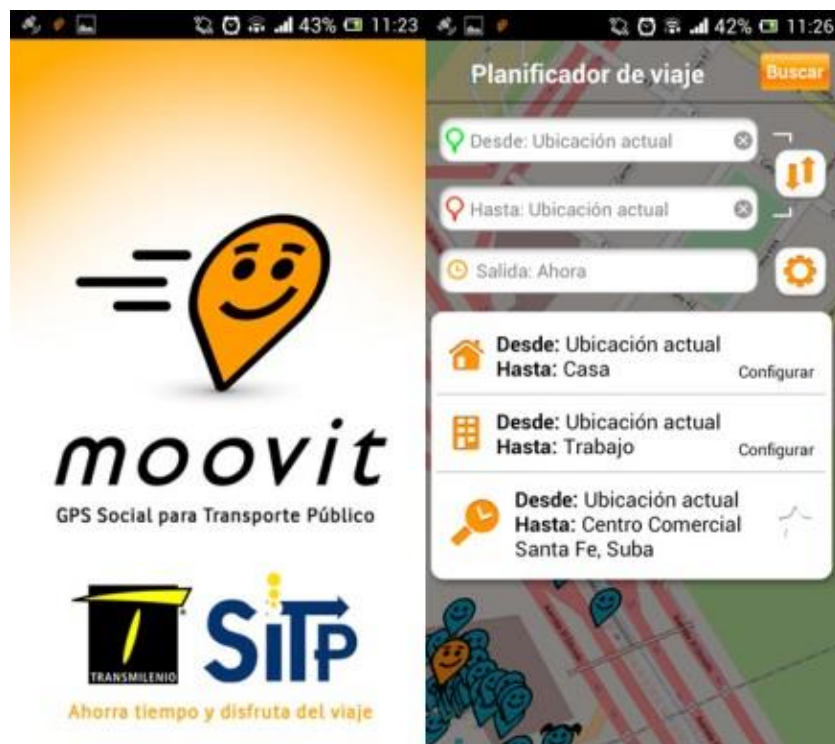 43% 11:23
moovit
GPS Social para Transporte Público
TRANSMILENIO
SiTP
Ahorra tiempo y disfruta del viaje
42% 11:26
Planificador de viaje
Buscar
Desde: Ubicación actual
Hasta: Ubicación actual
Salida: Ahora
Desde: Ubicación actual
Hasta: Casa
Configurar
Desde: Ubicación actual
Hasta: Trabajo
Configurar
Desde: Ubicación actual
Hasta: Centro Comercial
Santa Fe, Suba